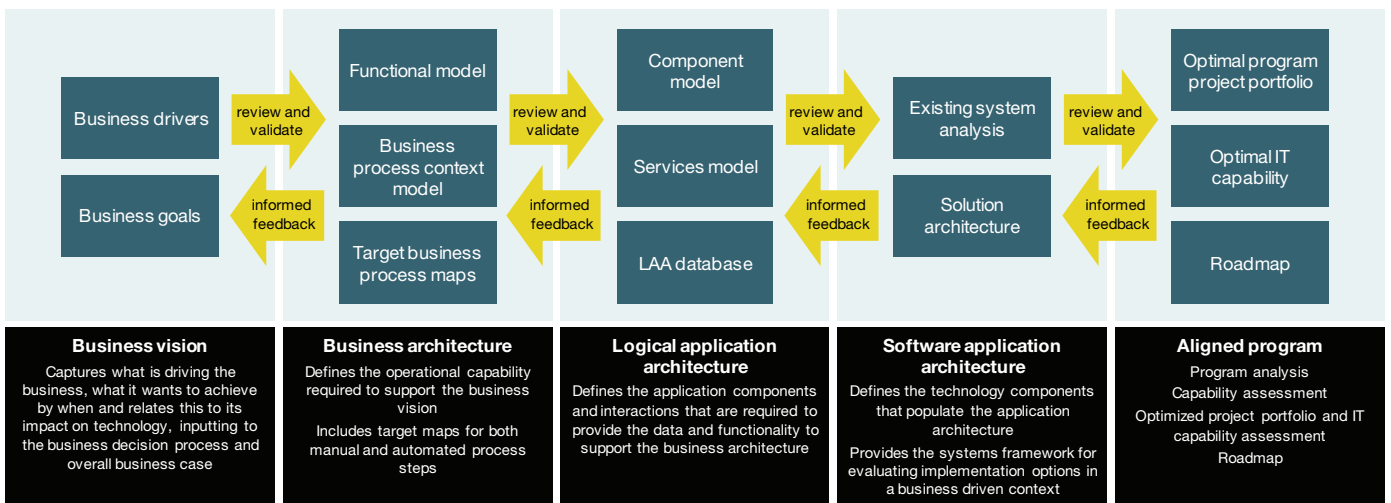 Business drivers
Business goals
review and
validate
informed
feedback
Functional model
Business
process context
model
Target business
process maps
review and
validate
informed
feedback
Component
model
Services model
LAA database
review and
validate
informed
feedback
Existing system
analysis
Solution
architecture
review and
validate
informed
feedback
Optimal program
project portfolio
Optimal IT
capability
Roadmap
Business vision
Captures what is driving the
business, what it wants to achieve
by when and relates this to its
impact on technology, inputting to
the business decision process and
overall business case
Business architecture
Defines the operational capability
required to support the business
vision
Includes target maps for both
manual and automated process
steps
Logical application
architecture
Defines the application components
and interactions that are required to
provide the data and functionality to
support the business architecture
Software application
architecture
Defines the technology components
that populate the application
architecture
Provides the systems framework for
evaluating implementation options in
a business driven context
Aligned program
Program analysis
Capability assessment
Optimized project portfolio and IT
capability assessment
Roadmap